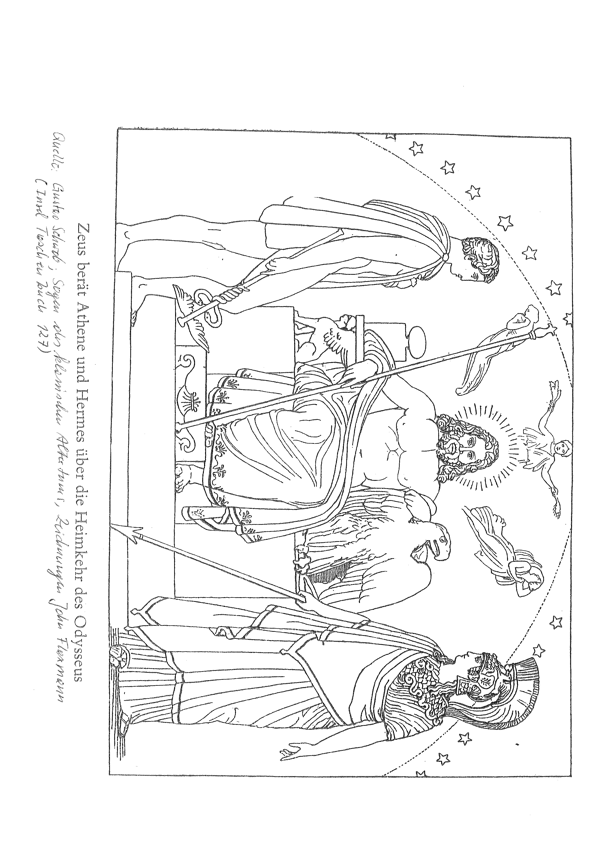 Zeus berät Athene und Hermes über die Heimkehr des Odysseus
Quelle: Gustav Schwab, Sagen des klassischen Altertums, Zeichnungen John Flaxmann
(Insel Taschenbuch 127)